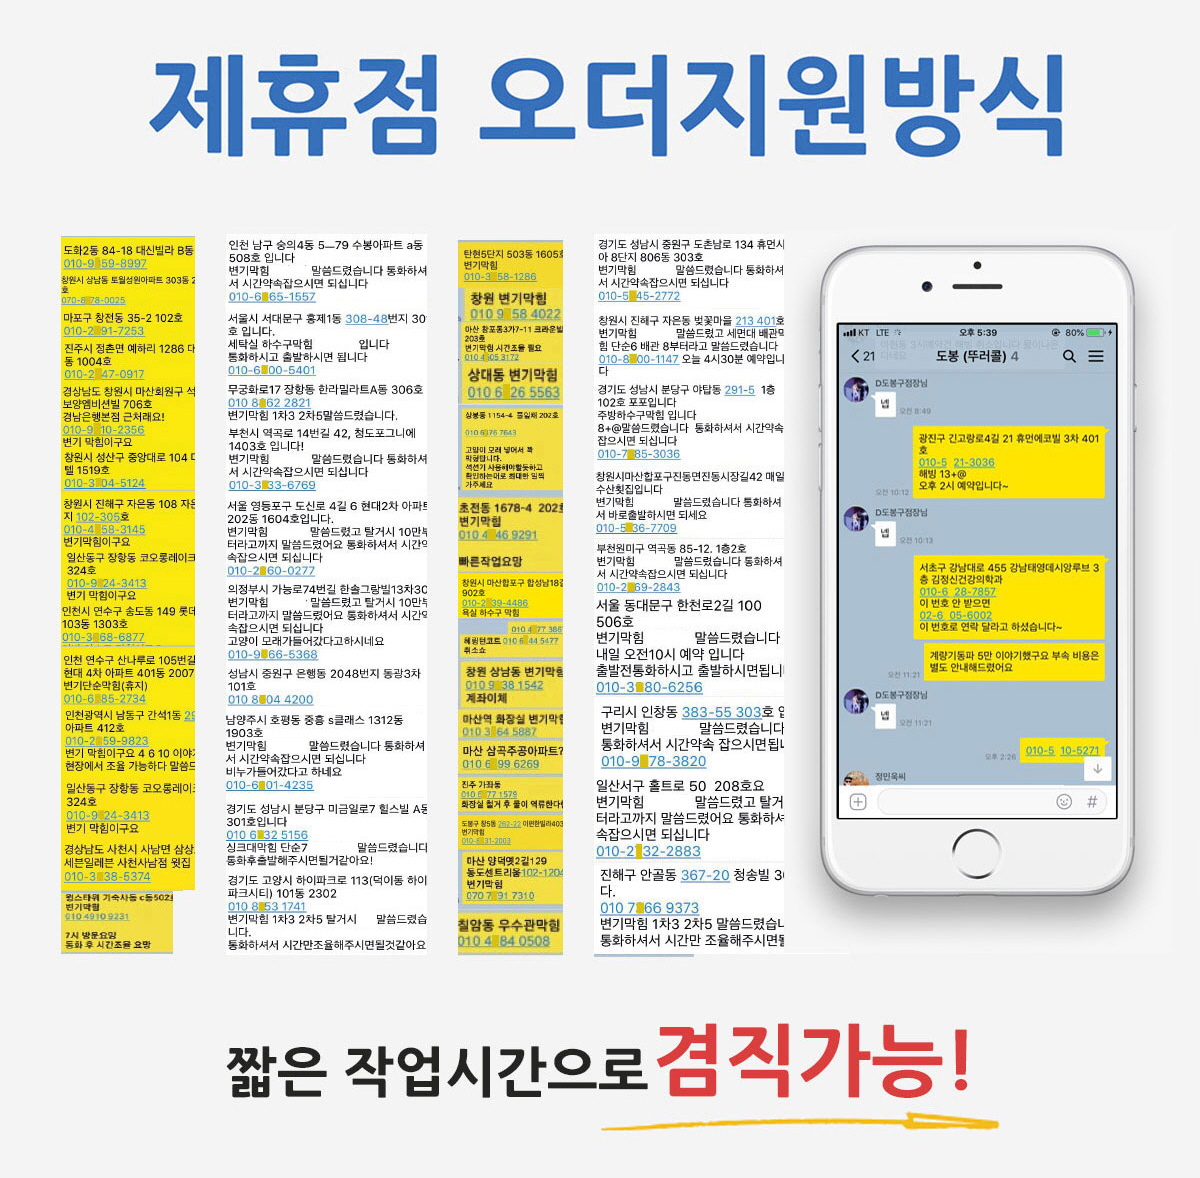 제휴점 오더지원방식
도화2동 84-18 대신빌라 B동
010-9 59-8997
창원시 상남동 토월성원아파트 303동 2
호
070-8 78-0025
마포구 창전동 35-2 102호
010-2 91-7253
진주시 정촌면 예하리 1286 대
동 1004호
010-2 47-0917
경상남도 창원시 마산회원구 석
보양엠비션빌 706호
경남은행본점 근처래요!
010-9 10-2356
변기 막힘이구요
창원시 성산구 중앙대로 104 디
텔 1519호
010-3 04-5124
창원시 진해구 자은동 108 자은
지 102-305호
010-4 58-3145
변기막힘이구요
일산동구 장항동 코오롱레이크
324호
010-9 24-3413
변기 막힘이구요
인천시 연수구 송도동 149 롯데
103동 1303호
010-3 68-6877
인천 연수구 산나루로 105번길
현대 4차 아파트 401동 2007
변기단순막힘(휴지)
010-6 85-2734
인천광역시 남동구 간석1동 29
아파트 412호
010-2 59-9823
변기 막힘이구요 4 6 10 이야기
현장에서 조율 가능하다 말씀드
일산동구 장항동 코오롱레이크
324호
010-9 24-3413
변기 막힘이구요
경상남도 사천시 사남면 삼상로
세븐일레븐 사천사남점 윗집
010-3 38-5374
윙스타워 기숙사동 c동502호
변기막힘
010 4910 9231
7시 방문요망
통화 후 시간조율 요망
인천 남구 숭의4동 5—79 수봉아파트 a동
508호 입니다
변기막힘 말씀드렸습니다 통화하셔
서 시간약속잡으시면 되십니다
010-6 65-1557
서울시 서대문구 홍제1동 308-48번지 301
호 입니다.
세탁실 하수구막힘 입니다
통화하시고 출발하시면 됩니다
010-6 00-5401
무궁화로17 장항동 한라밀라트A동 306호
010 8 62 2821
변기막힘 1차3 2차5말씀드렸습니다.
부천시 역곡로 14번길 42, 청도포그니에
1403호 입니다!
변기막힘 말씀드렸습니다 통화하셔
서 시간약속잡으시면 되십니다
010-3 33-6769
서울 영등포구 도신로 4길 6 현대2차 아파트
202동 1604호입니다.
변기막힘 말씀드렸고 탈거시 10만부
터라고까지 말씀드렸어요 통화하셔서 시간약
속잡으시면 되십니다
010-2 60-0277
의정부시 가능로74번길 한솔그랑빌13차30
변기막힘 말씀드렸고 탈거시 10만부
터라고까지 말씀드렸어요 통화하셔서 시간약
속잡으시면 되십니다
고양이 모래가들어갔다고하시네요
010-9 66-5368
성남시 중원구 은행동 2048번지 동광3차
101호
010 8 04 4200
남양주시 호평동 중흥 s클래스 1312동
1903호
변기막힘 말씀드렸습니다 통화하셔
서 시간약속잡으시면 되십니다
비누가들어갔다고 하네요
010-6 01-4235
경기도 성남시 분당구 미금일로7 힐스빌 A동
301호입니다
010 6 32 5156
싱크대막힘 단순7 말씀드렸습니다
통화후출발해주시면될거같아요!
경기도 고양시 하이파크로 113(덕이동 하이
파크시티) 101동 2302
010 8 53 1741
변기막힘 1차3 2차5 탈거시 말씀드렸습
니다.
통화하셔서 시간만조율해주시면될것같아요
탄현5단지 503동 1605호
변기막힘
010-3 58-1286
창원 변기막힘
010 9 58 4022
마산 창포동3가7-11 크라운빌
203호
변기막힘 시간조율 필요
010 4 05 3172
상대동 변기막힘
010 6 26 5563
상봉동 1154-4 202호
010 6 76 7643
고양이 모래 넣어서 꽉
막혔답니다.
석션기 사용해야할듯하고
확인하는대로 최대한 일찍
가주세요
초전동 1678-4 202호
변기막힘
010 4 46 9291
빠른작업요망
창원시 마산합포구 합성남18길
902호
010-2 39-4486
욕실 하수구 막힘
010 4 77 386
헤링턴코트 010 6 44 5477
취소요
창원 상남동 변기막힘
010 9 38 1542
계좌이체
마산역 화장실 변기막힘
010 3 64 5887
마산 삼곡주공아파트?
010 6 99 6269
진주 가좌동
010 6 77 1579
화장실 철거 후 물이 역류한다
도봉구 창5동 262-22 이편한빌라403
변기막힘
010-8 31-2003
마산 양덕옛2길129
동도센트리움102-1204
변기막힘
070 7 91 7310
칠암동 우수관막힘
010 4 84 0508
경기도 성남시 중원구 도촌남로 134 휴먼시
아 8단지 806동 303호
변기막힘 말씀드렸습니다 통화하셔
서 시간약속잡으시면 되십니다
010-5 45-2772
창원시 진해구 자은동 벚꽃마을 213 401호
변기막힘 말씀드렸고 세면대 배관막
힘 단순6 배관 8부터라고 말씀드렸습니다
010-8 00-1147 오늘 4시30분 예약입니
다
경기도 성남시 분당구 야탑동 291-5 1층
102호 포포입니다
주방하수구막힘 입니다
8+@말씀드렸습니다 통화하셔서 시간약속
잡으시면 되십니다
010-7 85-3036
창원시마산합포구진동면진동시장길42 매일
수산횟집입니다
변기막힘 말씀드렸습니다 통화하셔
서 바로출발하시면 되세요
010-5 36-7709
부천원미구 역곡동 85-12. 1층2호
변기막힘 말씀드렸습니다 통화하셔
서 시간약속잡으시면 되십니다
010-2 69-2843
서울 동대문구 한천로2길 100
506호
변기막힘 말씀드렸습니다
내일 오전10시 예약 입니다
출발전통화하시고 출발하시면됩니
010-3 80-6256
구리시 인창동 383-55 303호 입
변기막힘 말씀드렸습니다
통화하셔서 시간약속 잡으시면됩니
010-9 78-3820
일산서구 홀트로 50 208호요
변기막힘 말씀드렸고 탈거
터라고까지 말씀드렸어요 통화하셔
속잡으시면 되십니다
010-2 32-2883
진해구 안골동 367-20 청송빌 30
다.
010 7 66 9373
변기막힘 1차3 2차5 말씀드렸습니
통화하셔서 시간만 조율해주시면될
KT LTE 오후 5:39 80%
21 도봉 (뚜러콜) 4
D도봉구점장님
넵
오전 8:49
광진구 긴고랑로4길 21 휴먼에코빌 3차 401
호
010-5 21-3036
해빙 13+@
오후 2시 예약입니다~
오전 10:12
D도봉구점장님
넵
오전 10:13
서초구 강남대로 455 강남태영데시앙루브 3
층 김정신건강의학과
010-6 28-7857
이 번호 안 받으면
02-6 05-6002
이 번호로 연락 달라고 하셨습니다~
계량기동파 5만 이야기했구요 부속 비용은
별도 안내해드렸어요
오전 11:21
D도봉구점장님
넵
오전 11:21
010-5 10-5271
오후 2:26
정민욱씨
#
짧은 작업시간으로 겸직가능!